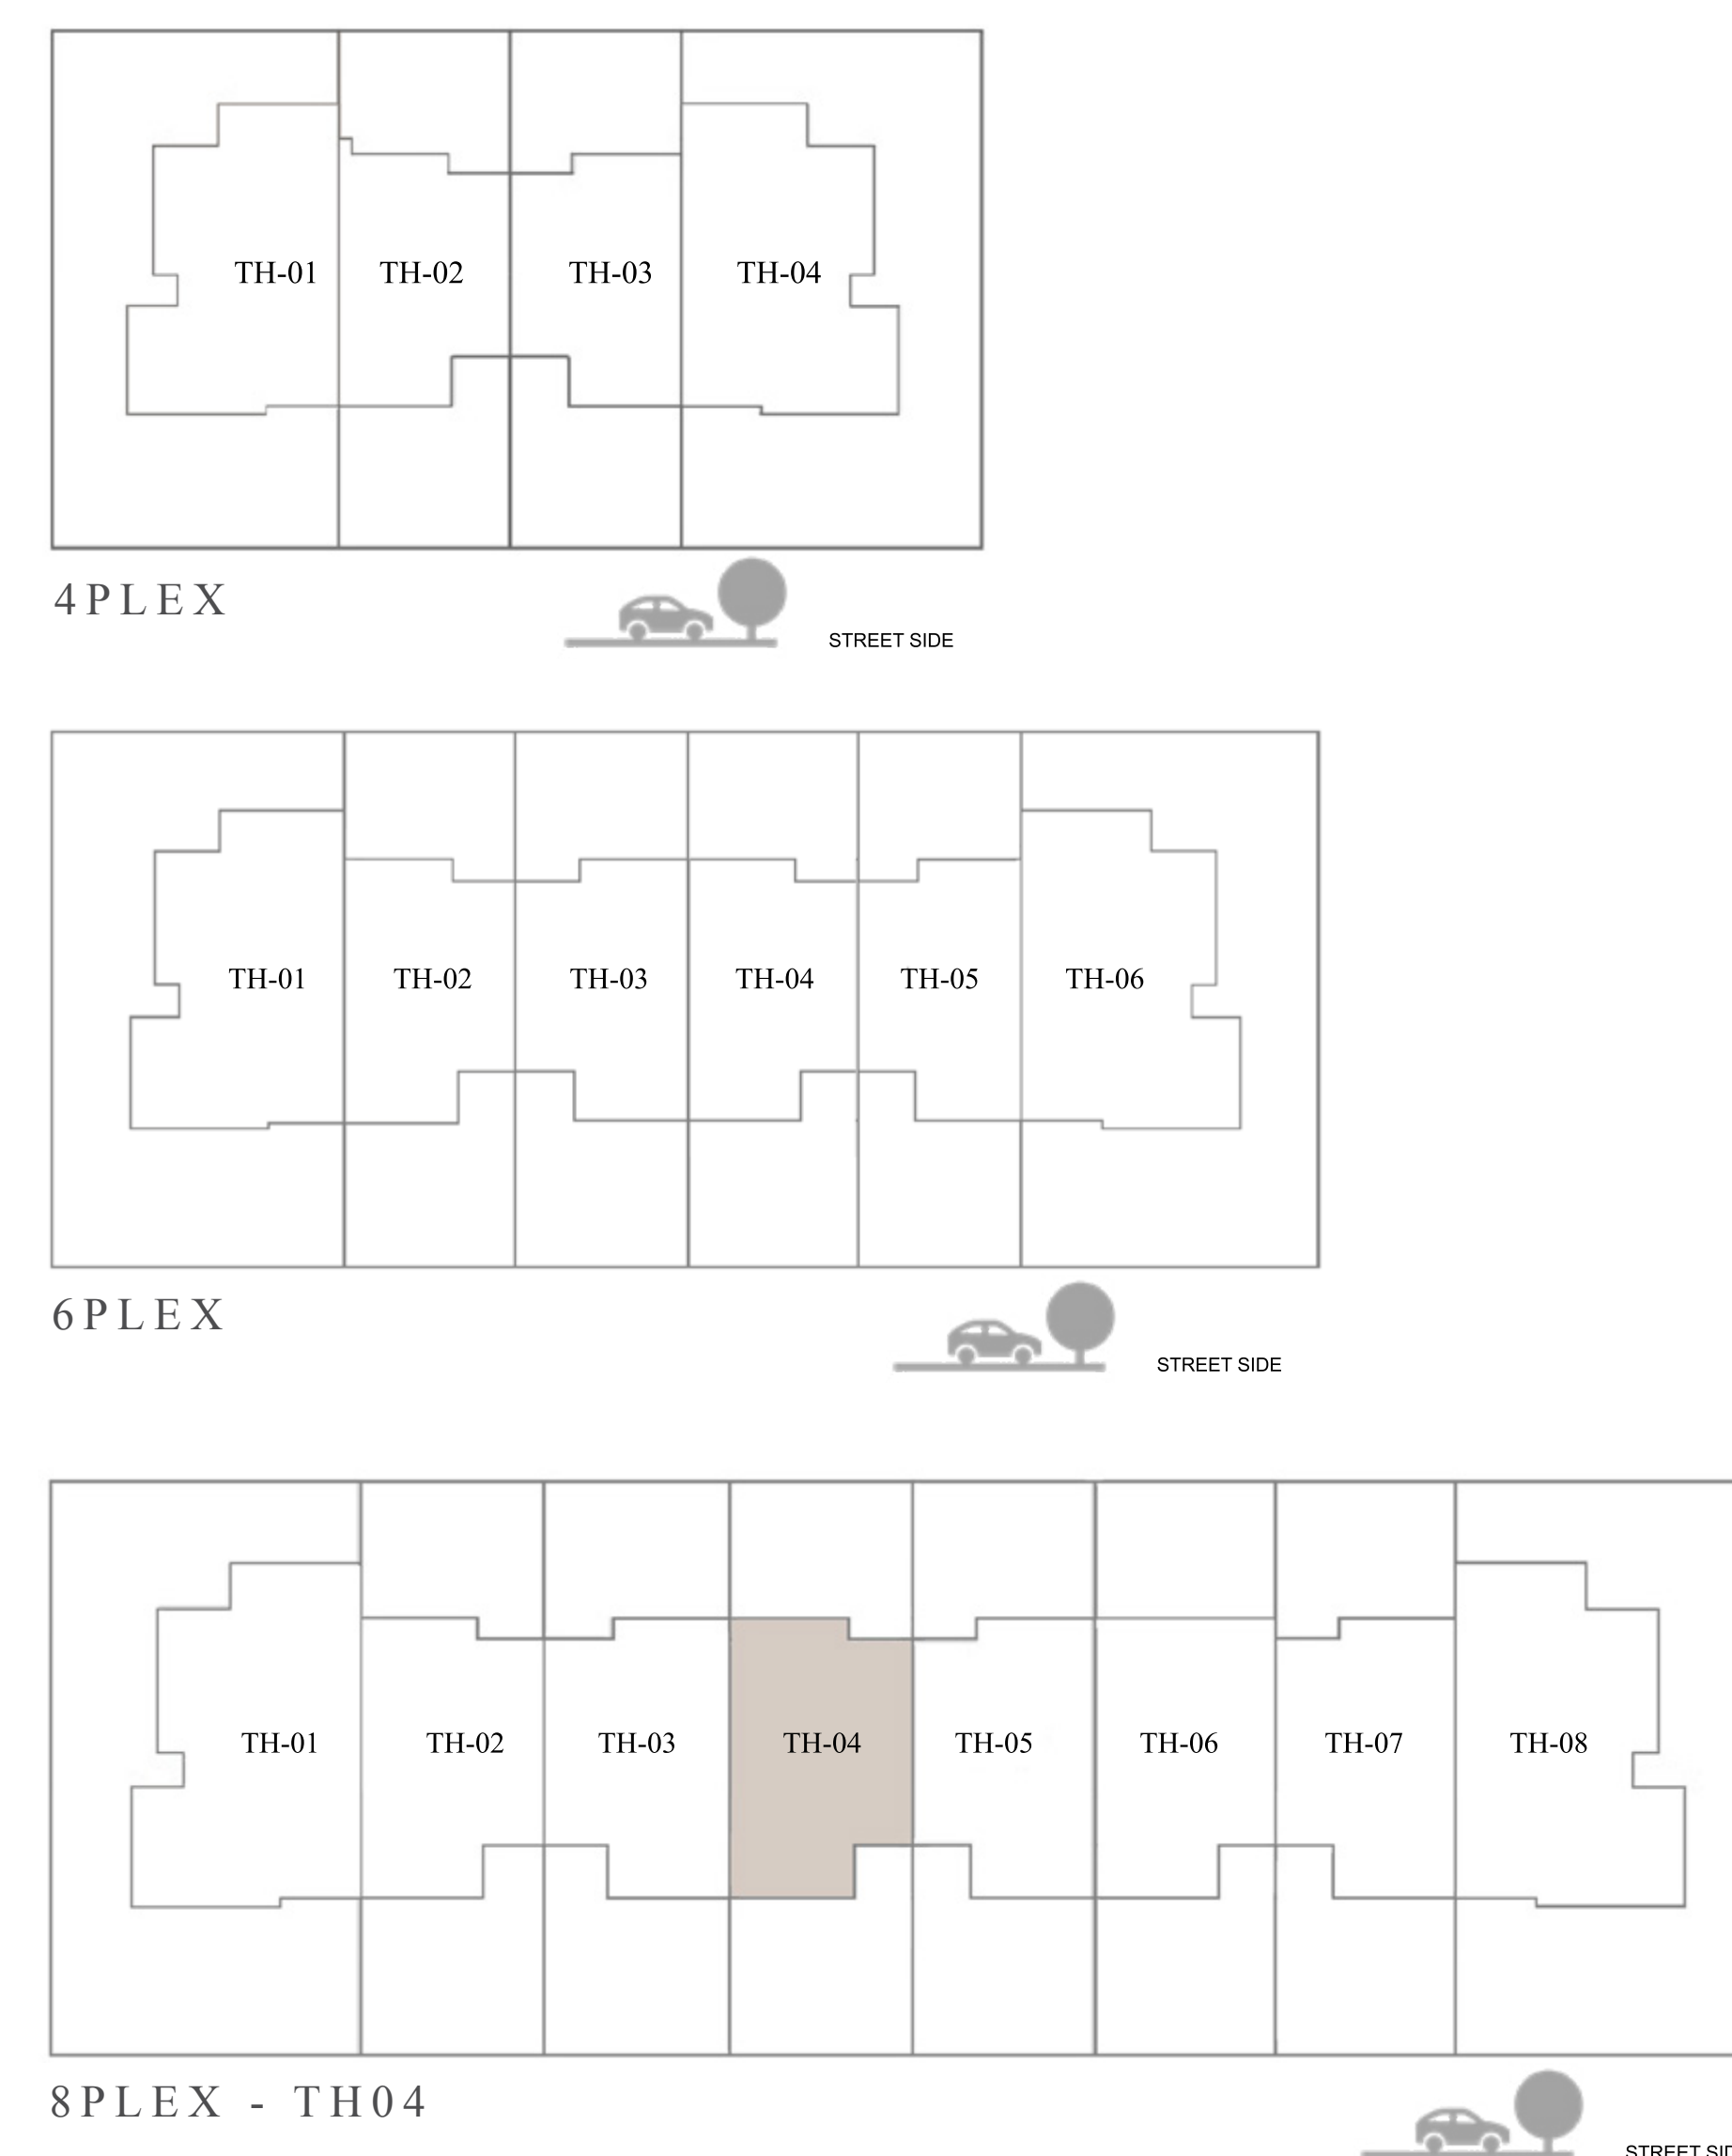 TH-01 TH-02 TH-03 TH-04
4PLEX
STREET SIDE
TH-01 TH-02 TH-03 TH-04 TH-05 TH-06
6PLEX
STREET SIDE
TH-01 TH-02 TH-03 TH-04 TH-05 TH-06 TH-07 TH-08
8PLEX - TH04
STREET